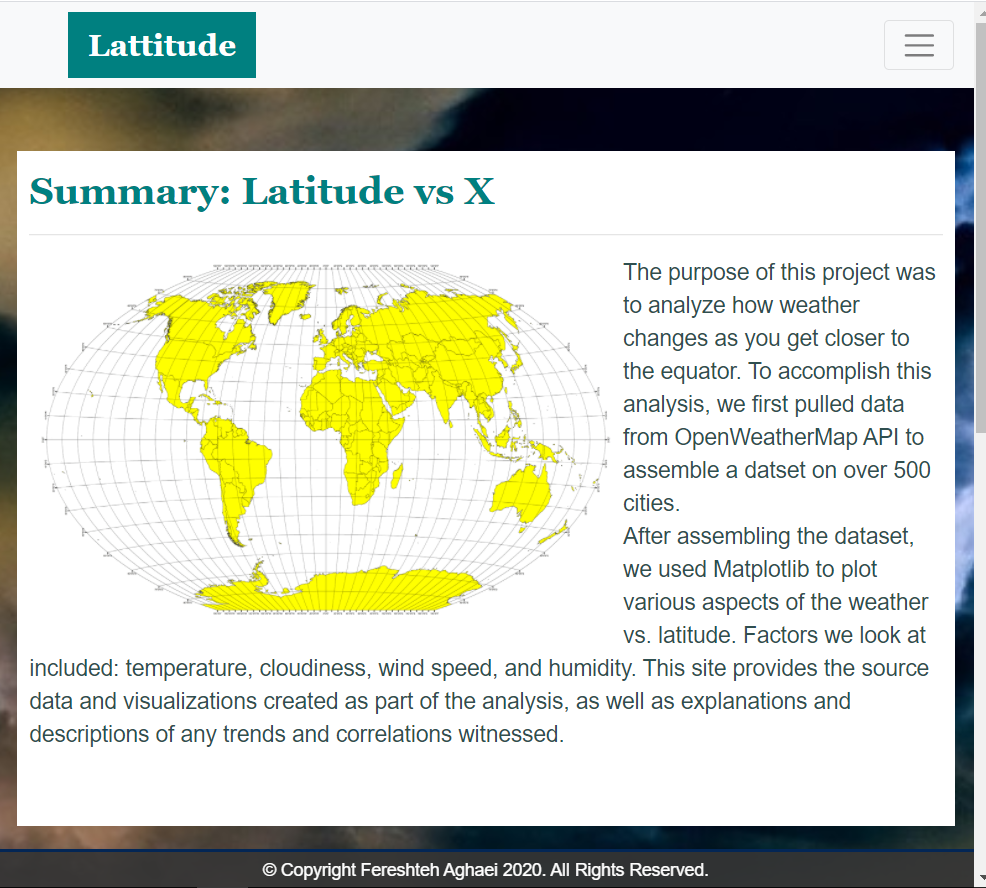 Lattitude
Summary: Latitude vs X
The purpose of this project was
to analyze how weather
changes as you get closer to
the equator. To accomplish this
analysis, we first pulled data
from OpenWeatherMap API to
assemble a datset on over 500
cities.
After assembling the dataset,
we used Matplotlib to plot
various aspects of the weather
vs. latitude. Factors we look at
included: temperature, cloudiness, wind speed, and humidity. This site provides the source
data and visualizations created as part of the analysis, as well as explanations and
descriptions of any trends and correlations witnessed.
© Copyright Fereshteh Aghaei 2020. All Rights Reserved.